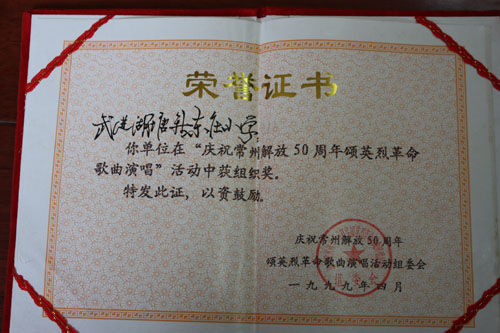 荣誉证书
武进湖塘镇东庄小学：
你单位在“庆祝常州解放50周年颂英烈革命
歌曲演唱”活动中获组织奖。
特发此证，以资鼓励。
庆祝常州解放50周年
颂英烈革命歌曲演唱活动组委会
一九九九年四月